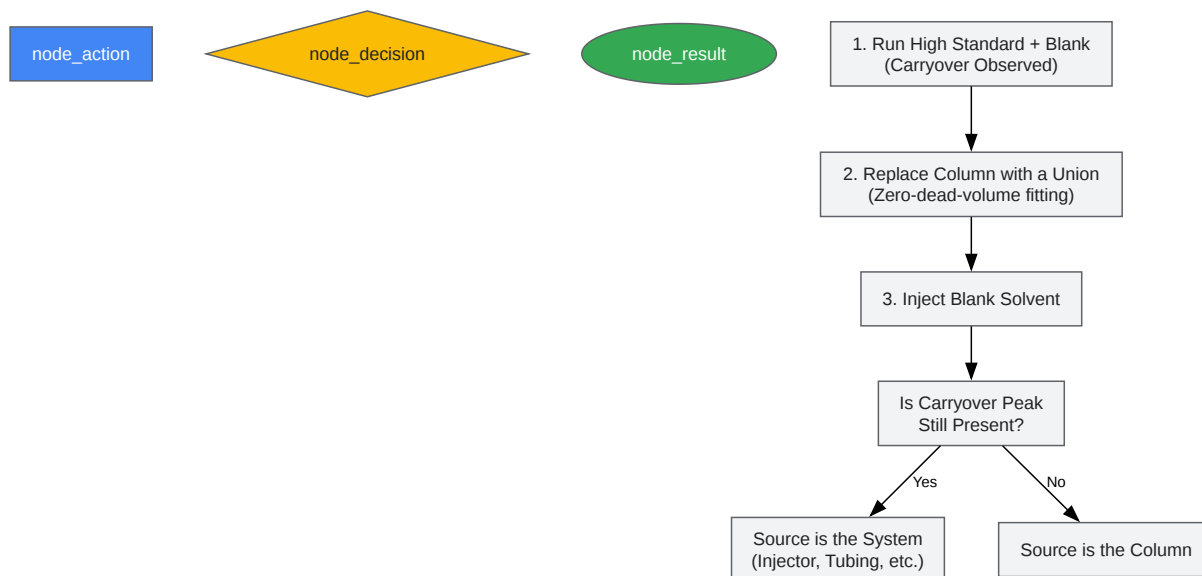 node_action
node_decision
node_result
1. Run High Standard + Blank
(Carryover Observed)
2. Replace Column with a Union
(Zero-dead-volume fitting)
3. Inject Blank Solvent
Is Carryover Peak
Still Present?
Yes
No
Source is the System
(Injector, Tubing, etc.)
Source is the Column